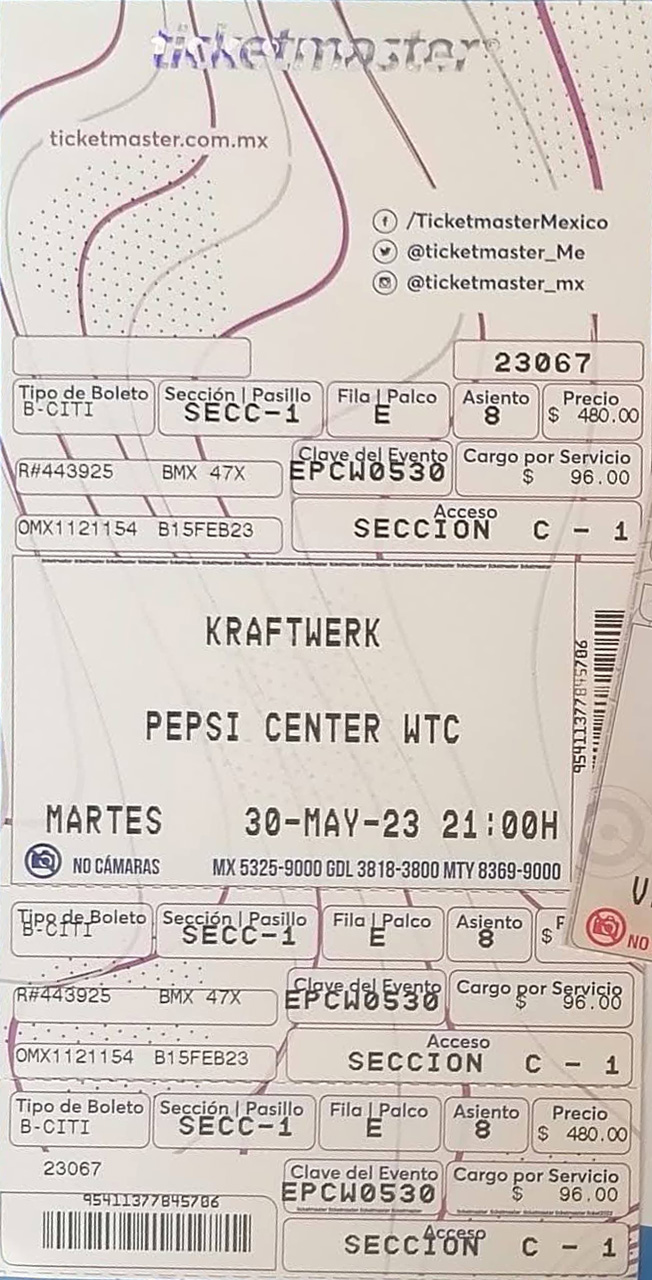 ticketmaster®
ticketmaster.com.mx
/TicketmasterMexico
@ticketmaster_Me
@ticketmaster_mx
23067
Tipo de Boleto Sección | Pasillo Fila | Palco Asiento Precio
B-CITI SECC-1 E 8 $ 480.00
Clave del Evento Cargo por Servicio
R#443925 BMX 47X EPCW0530 $ 96.00
Acceso
OMX1121154 B15FEB23 SECCION C - 1
KRAFTWERK
PEPSI CENTER WTC
MARTES 30-MAY-23 21:00H
NO CÁMARAS MX 5325-9000 GDL 3818-3800 MTY 8369-9000
NO
Tipo de Boleto Sección | Pasillo Fila | Palco Asiento P
B-CITI SECC-1 E 8 $
Clave del Evento Cargo por Servicio
R#443925 BMX 47X EPCW0530 $ 96.00
Acceso
OMX1121154 B15FEB23 SECCION C - 1
Tipo de Boleto Sección | Pasillo Fila | Palco Asiento Precio
B-CITI SECC-1 E 8 $ 480.00
23067
Clave del Evento Cargo por Servicio
EPCW0530 $ 96.00
95411377845786
Acceso
SECCION C - 1